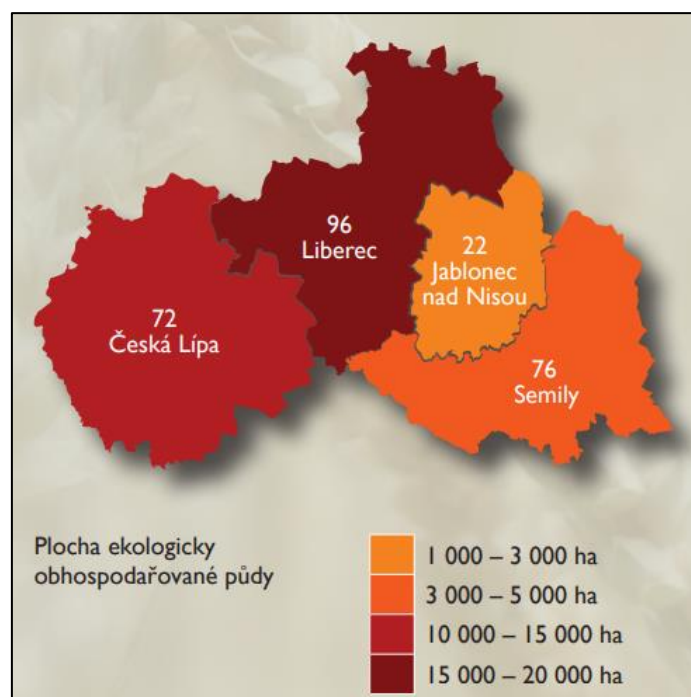 96
Liberec
22
Jablonec
nad Nisou
72
Česká Lípa
76
Semily
Plocha ekologicky
obhospodařované půdy
1 000 – 3 000 ha
3 000 – 5 000 ha
10 000 – 15 000 ha
15 000 – 20 000 ha